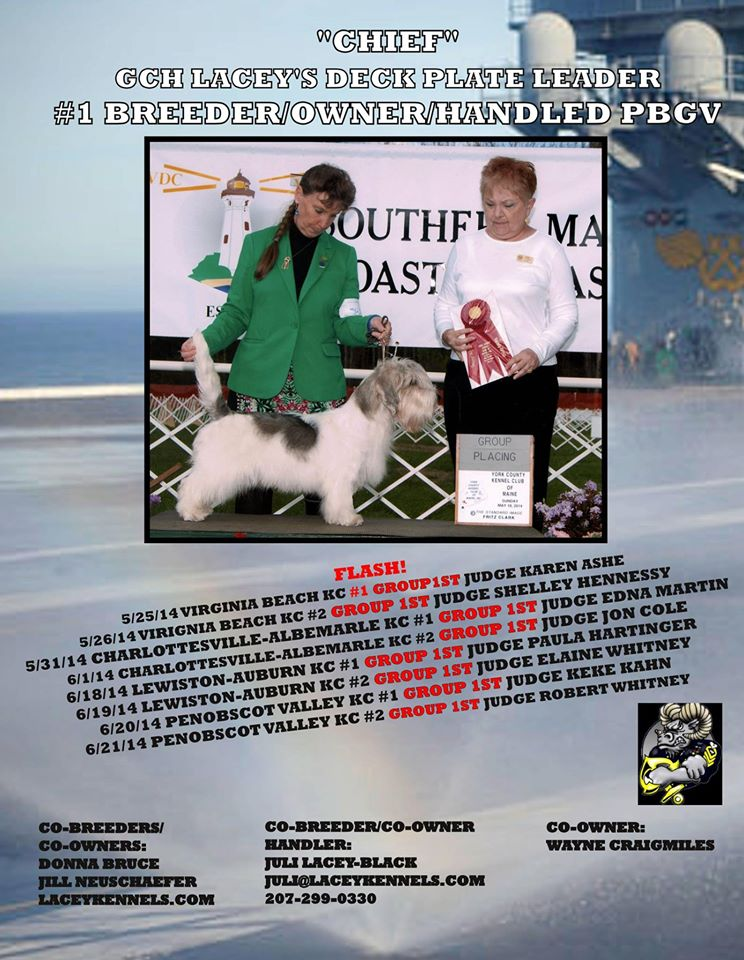 "CHIEF"
GCH LACEY'S DECK PLATE LEADER
#1 BREEDER/OWNER/HANDLED PBGV
VDC
SOUTHE MA
OAST AS
ES
GROUP
PLACING
YORK COUNTY
KENNEL CLUB
OF
MAINE
SUNDAY
THE STANDARD IMAGE
FRITZ CLARK
FLASH!
5/25/14 VIRGINIA BEACH KC #1 GROUP1ST JUDGE KAREN ASHE
5/26/14 VIRIGNIA BEACH KC #2 GROUP 1ST JUDGE SHELLEY HENNESSY
5/31/14 CHARLOTTESVILLE-ALBEMARLE KC #1 GROUP 1ST JUDGE EDNA MARTIN
6/1/14 CHARLOTTESVILLE-ALBEMARLE KC #2 GROUP 1ST JUDGE JON COLE
6/18/14 LEWISTON-AUBURN KC #1 GROUP 1ST JUDGE PAULA HARTINGER
6/19/14 LEWISTON-AUBURN KC #2 GROUP 1ST JUDGE ELAINE WHITNEY
6/20/14 PENOBSCOT VALLEY KC #1 GROUP 1ST JUDGE KEKE KAHN
6/21/14 PENOBSCOT VALLEY KC #2 GROUP 1ST JUDGE ROBERT WHITNEY
CO-BREEDERS/
CO-OWNERS:
DONNA BRUCE
JILL NEUSCHAEFER
LACEYKENNELS.COM
CO-BREEDER/CO-OWNER
HANDLER:
JULI LACEY-BLACK
JULI@LACEYKENNELS.COM
207-299-0330
CO-OWNER:
WAYNE CRAIGMILES